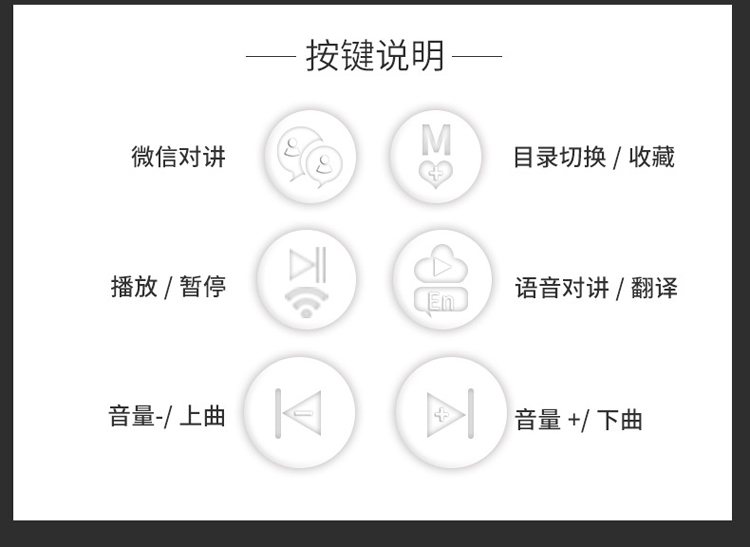 按键说明
微信对讲
M
目录切换 / 收藏
播放 / 暂停
En
语音对讲 / 翻译
音量-/ 上曲
音量 +/ 下曲